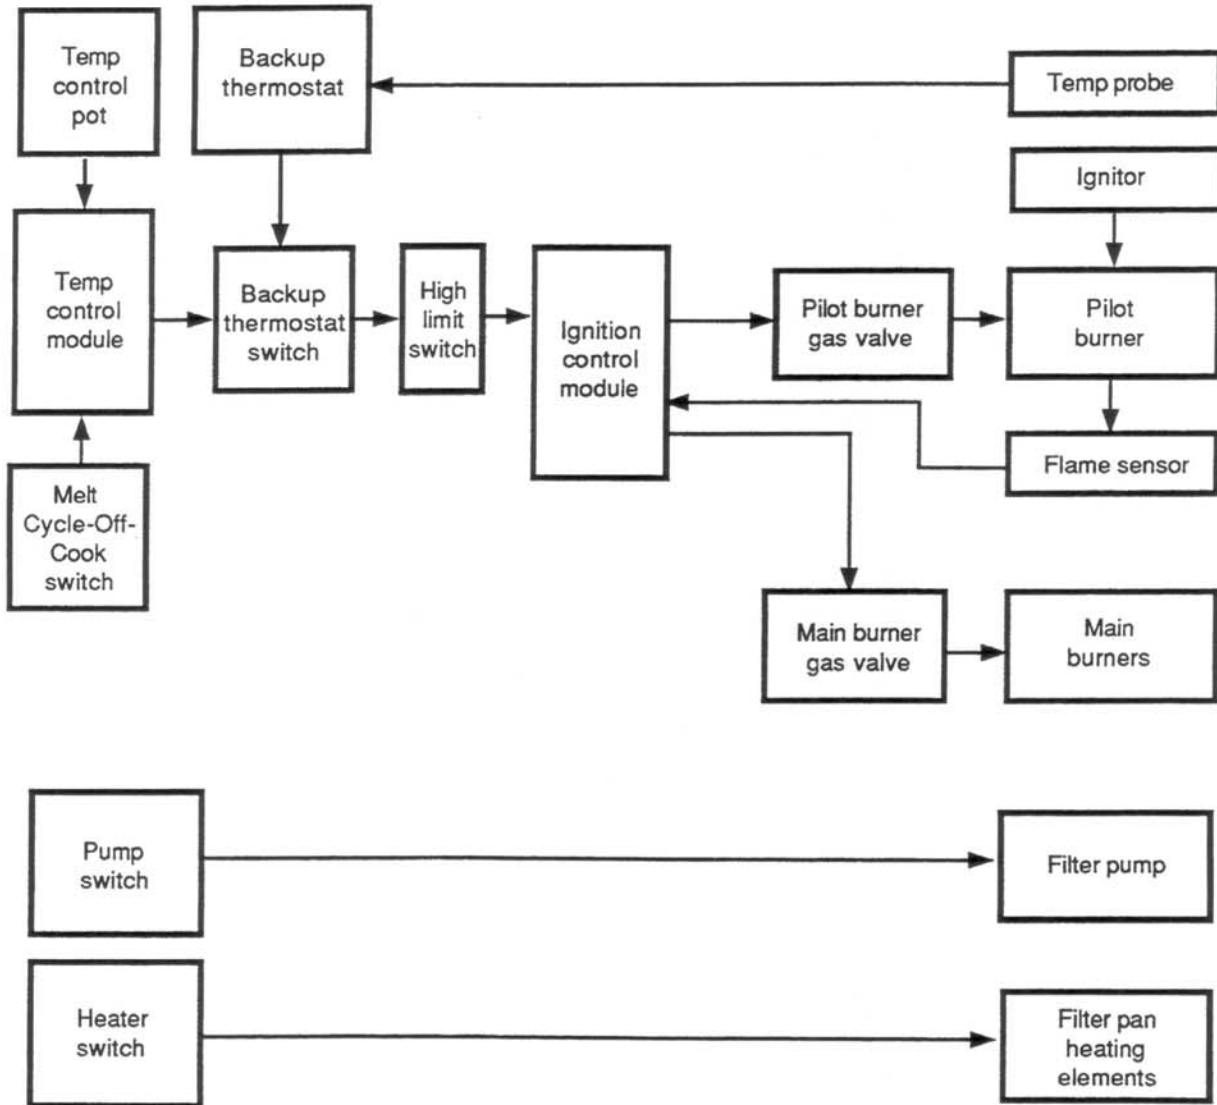 Temp
control
pot
Backup
thermostat
Temp probe
Ignitor
Temp
control
module
Backup
thermostat
switch
High
limit
switch
Ignition
control
module
Pilot burner
gas valve
Pilot
burner
Flame sensor
Melt
Cycle-Off-
Cook
switch
Main burner
gas valve
Main
burners
Pump
switch
Filter pump
Heater
switch
Filter pan
heating
elements